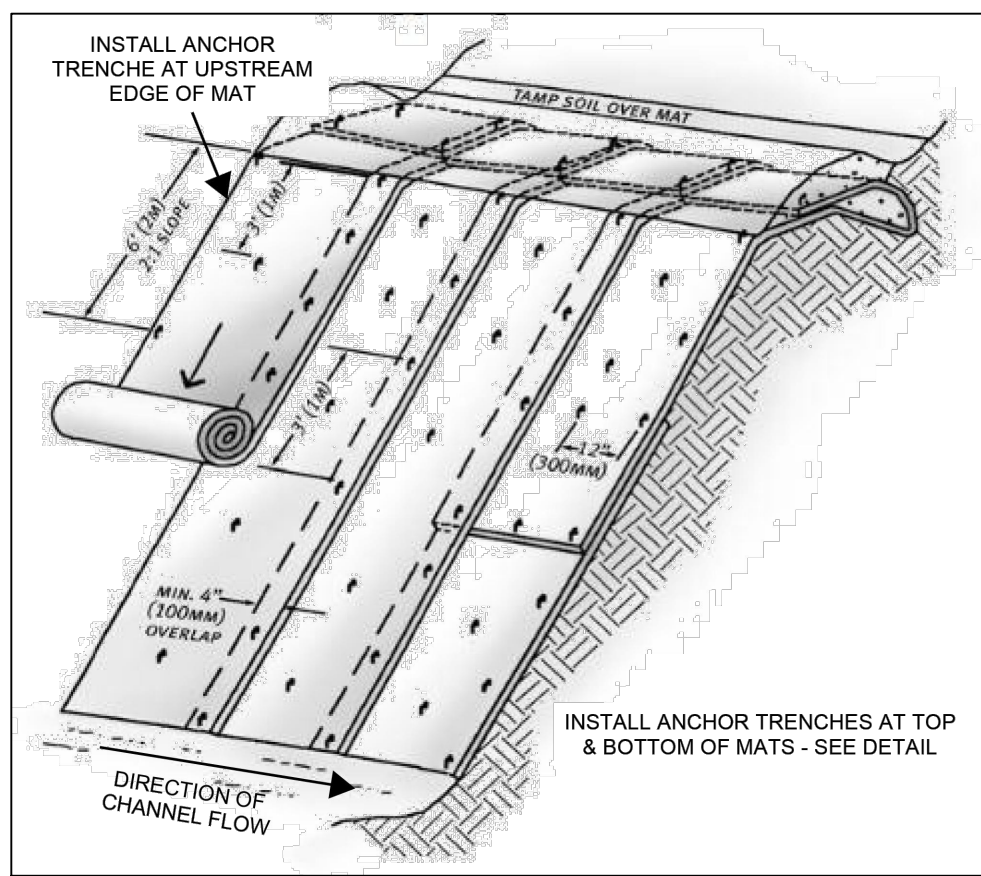 INSTALL ANCHOR
TRENCHE AT UPSTREAM
EDGE OF MAT
TAMP SOIL OVER MAT
6' (2M)
2:1 SLOPE
3' (1M)
3' (1M)
12"
(300MM)
MIN. 4"
(100MM)
OVERLAP
INSTALL ANCHOR TRENCHES AT TOP
& BOTTOM OF MATS - SEE DETAIL
DIRECTION OF
CHANNEL FLOW